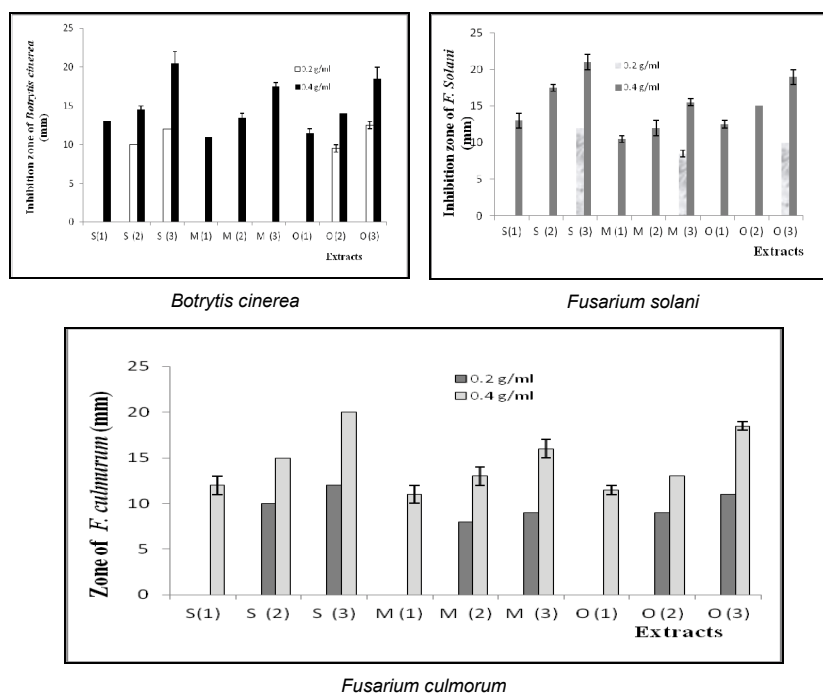 25
20
15
10
5
0
Inhibition zone of Botrytis cinerea
(mm)
0.2 g/ml
0.4 g/ml
S(1) S (2) S (3) M (1) M (2) M (3) O (1) O (2) O (3)
Extracts
Botrytis cinerea
25
20
15
10
5
0
Inhibition zone of F. Solani
(mm)
0.2 g/ml
0.4 g/ml
S(1) S (2) S (3) M (1) M (2) M (3) O (1) O (2) O (3)
Extracts
Fusarium solani
25
20
15
10
5
0
Zone of F. culmurum (mm)
0.2 g/ml
0.4 g/ml
S(1) S (2) S (3) M (1) M (2) M (3) O (1) O (2) O (3)
Extracts
Fusarium culmorum